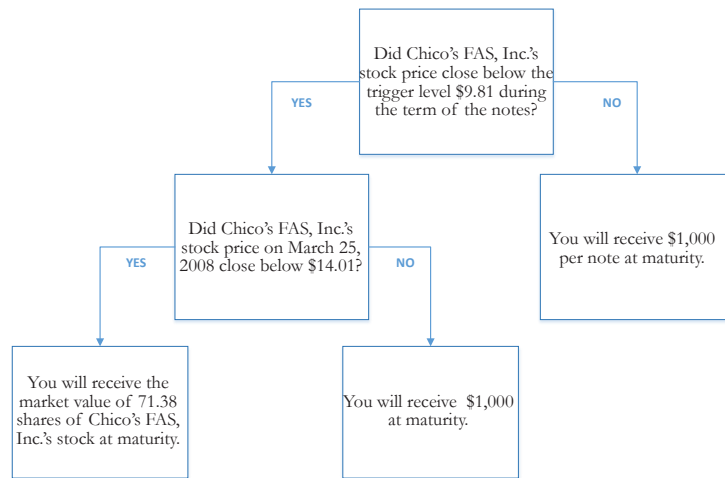 Did Chico’s FAS, Inc.’s
stock price close below the
trigger level $9.81 during
the term of the notes?
YES
NO
Did Chico’s FAS, Inc.’s
stock price on March 25,
2008 close below $14.01?
You will receive $1,000
per note at maturity.
YES
NO
You will receive the
market value of 71.38
shares of Chico’s FAS,
Inc.’s stock at maturity.
You will receive  $1,000
at maturity.